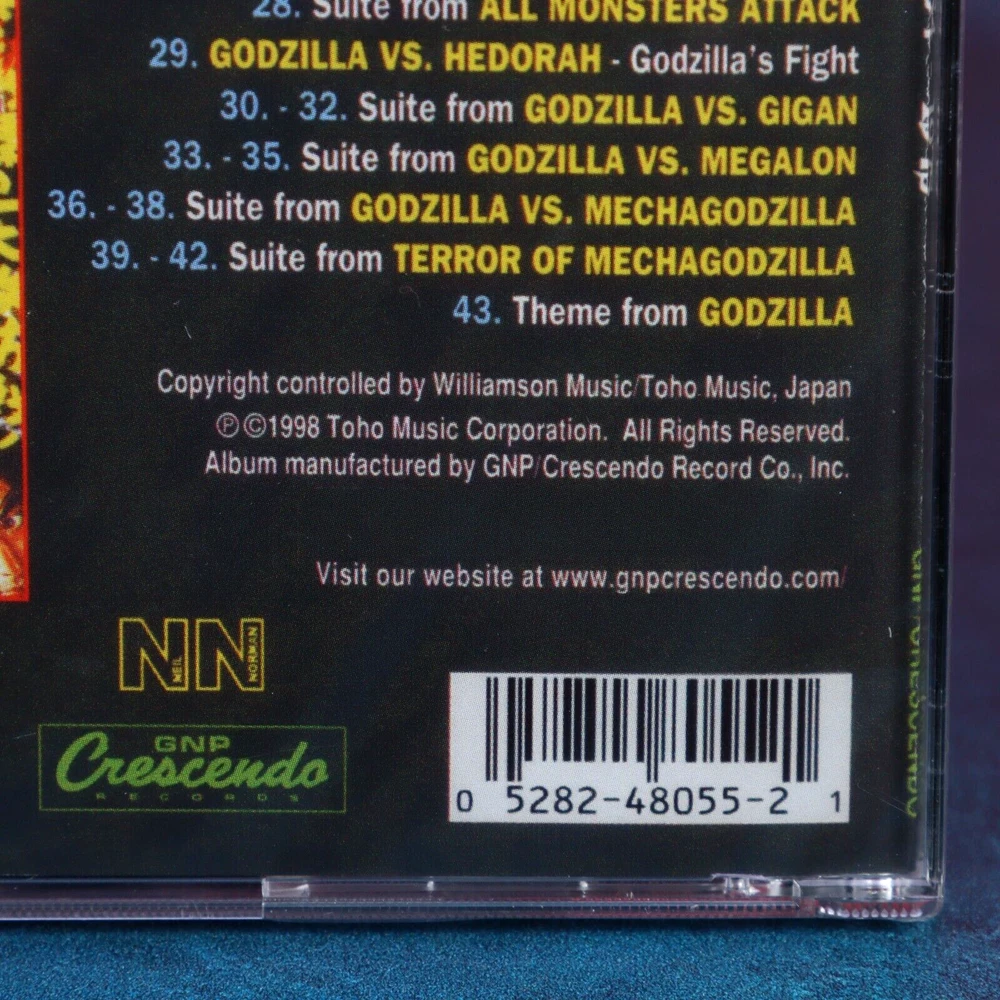 28. Suite from ALL MONSTERS ATTACK
29. GODZILLA VS. HEDORAH - Godzilla's Fight
30. - 32. Suite from GODZILLA VS. GIGAN
33. - 35. Suite from GODZILLA VS. MEGALON
36. - 38. Suite from GODZILLA VS. MECHAGODZILLA
39. - 42. Suite from TERROR OF MECHAGODZILLA
43. Theme from GODZILLA
Copyright controlled by Williamson Music/Toho Music, Japan
℗©1998 Toho Music Corporation. All Rights Reserved.
Album manufactured by GNP/Crescendo Record Co., Inc.
Visit our website at www.gnpcrescendo.com/
NN
NEIL
NORMAN
GNP
Crescendo
RECORDS
0 5282-48055-2 1
GNP/CRESCENDO